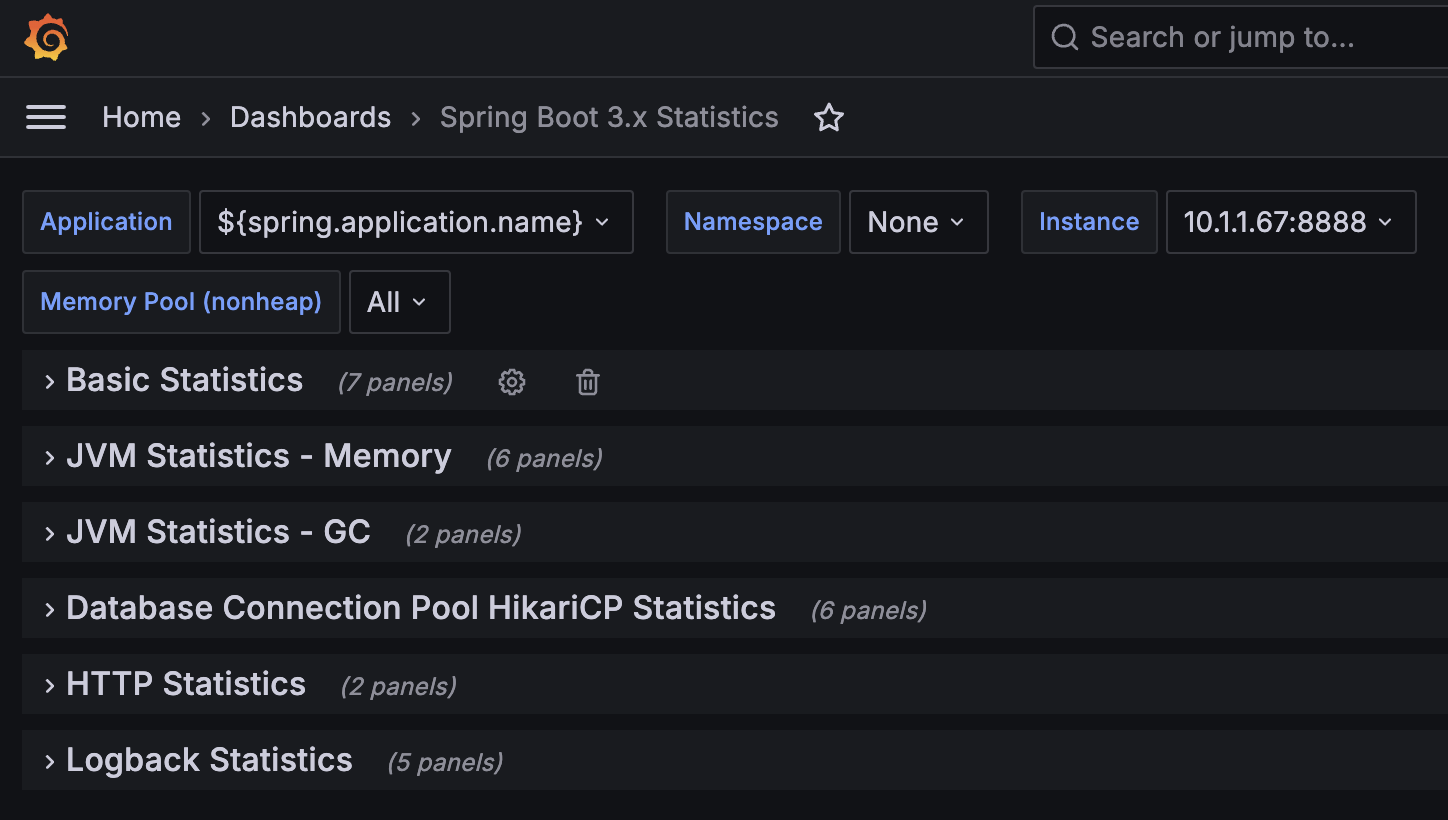 Search or jump to...
Home › Dashboards › Spring Boot 3.x Statistics
Application ${spring.application.name} Namespace None Instance 10.1.1.67:8888
Memory Pool (nonheap) All
Basic Statistics (7 panels)
JVM Statistics - Memory (6 panels)
JVM Statistics - GC (2 panels)
Database Connection Pool HikariCP Statistics (6 panels)
HTTP Statistics (2 panels)
Logback Statistics (5 panels)